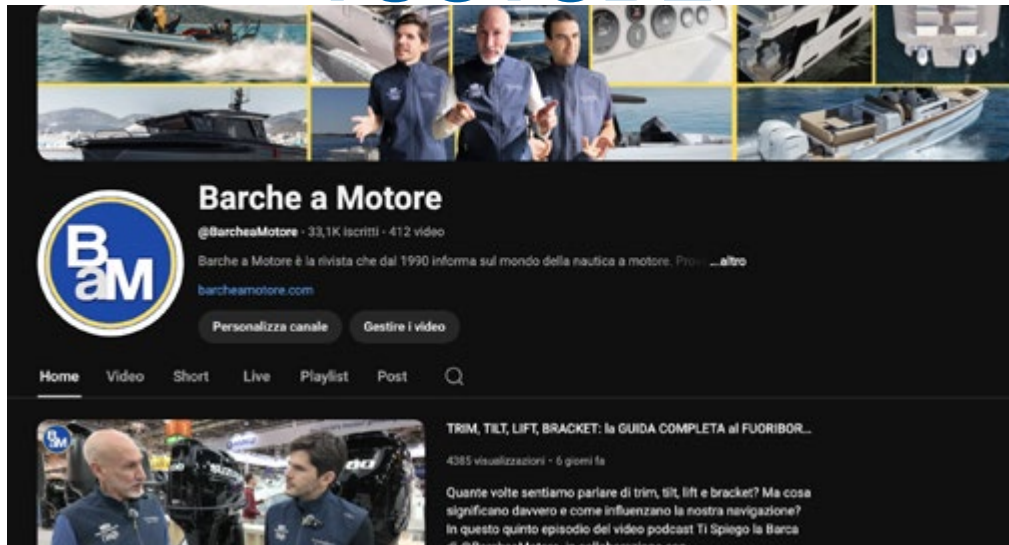 Barche a Motore
@BarcheaMotore · 33,1K iscritti · 412 video
Barche a Motore è la rivista che dal 1990 informa sul mondo della nautica a motore. ...altro
barcheamotore.com
Personalizza canale Gestire i video
BaM
Home Video Short Live Playlist Post
BaM
TRIM, TILT, LIFT, BRACKET: la GUIDA COMPLETA al FUORIBOR...
4385 visualizzazioni · 6 giorni fa
Quante volte sentiamo parlare di trim, tilt, lift e bracket? Ma cosa
significano davvero e come influenzano la nostra navigazione?
In questo quinto episodio del video podcast Ti Spiego la Barca
SUZUKI